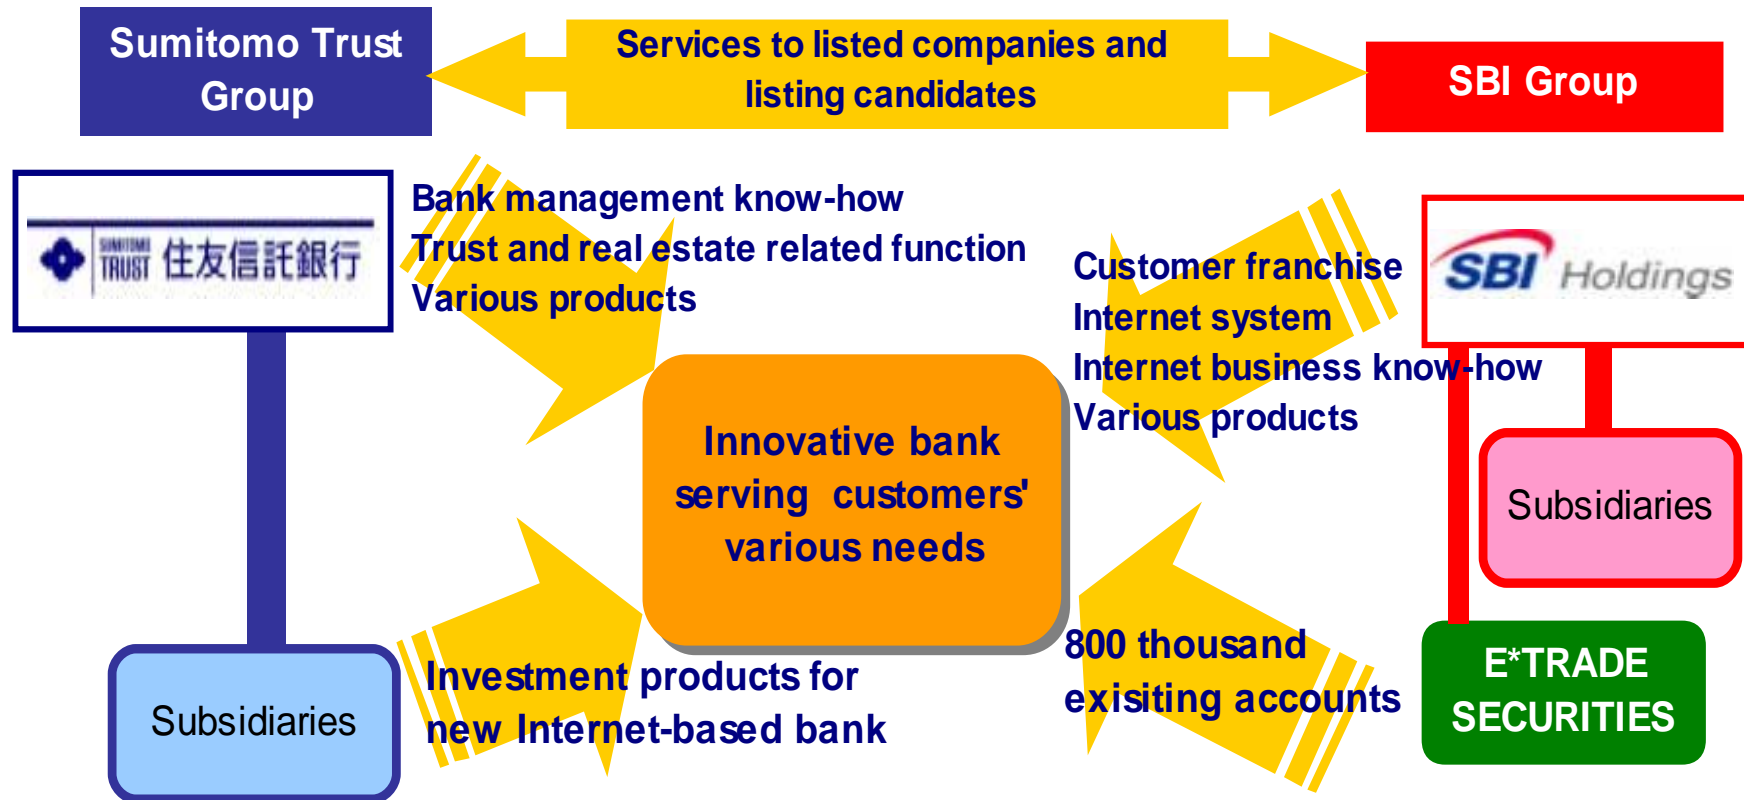 Sumitomo Trust
Group
Services to listed companies and
listing candidates
SBI Group
SUMITOMO
TRUST 住友信託銀行
Bank management know-how
Trust and real estate related function
Various products
Customer franchise
Internet system
Internet business know-how
Various products
SBI Holdings
Innovative bank
serving customers'
various needs
Subsidiaries
Subsidiaries
Investment products for
new Internet-based bank
800 thousand
exisiting accounts
E*TRADE
SECURITIES